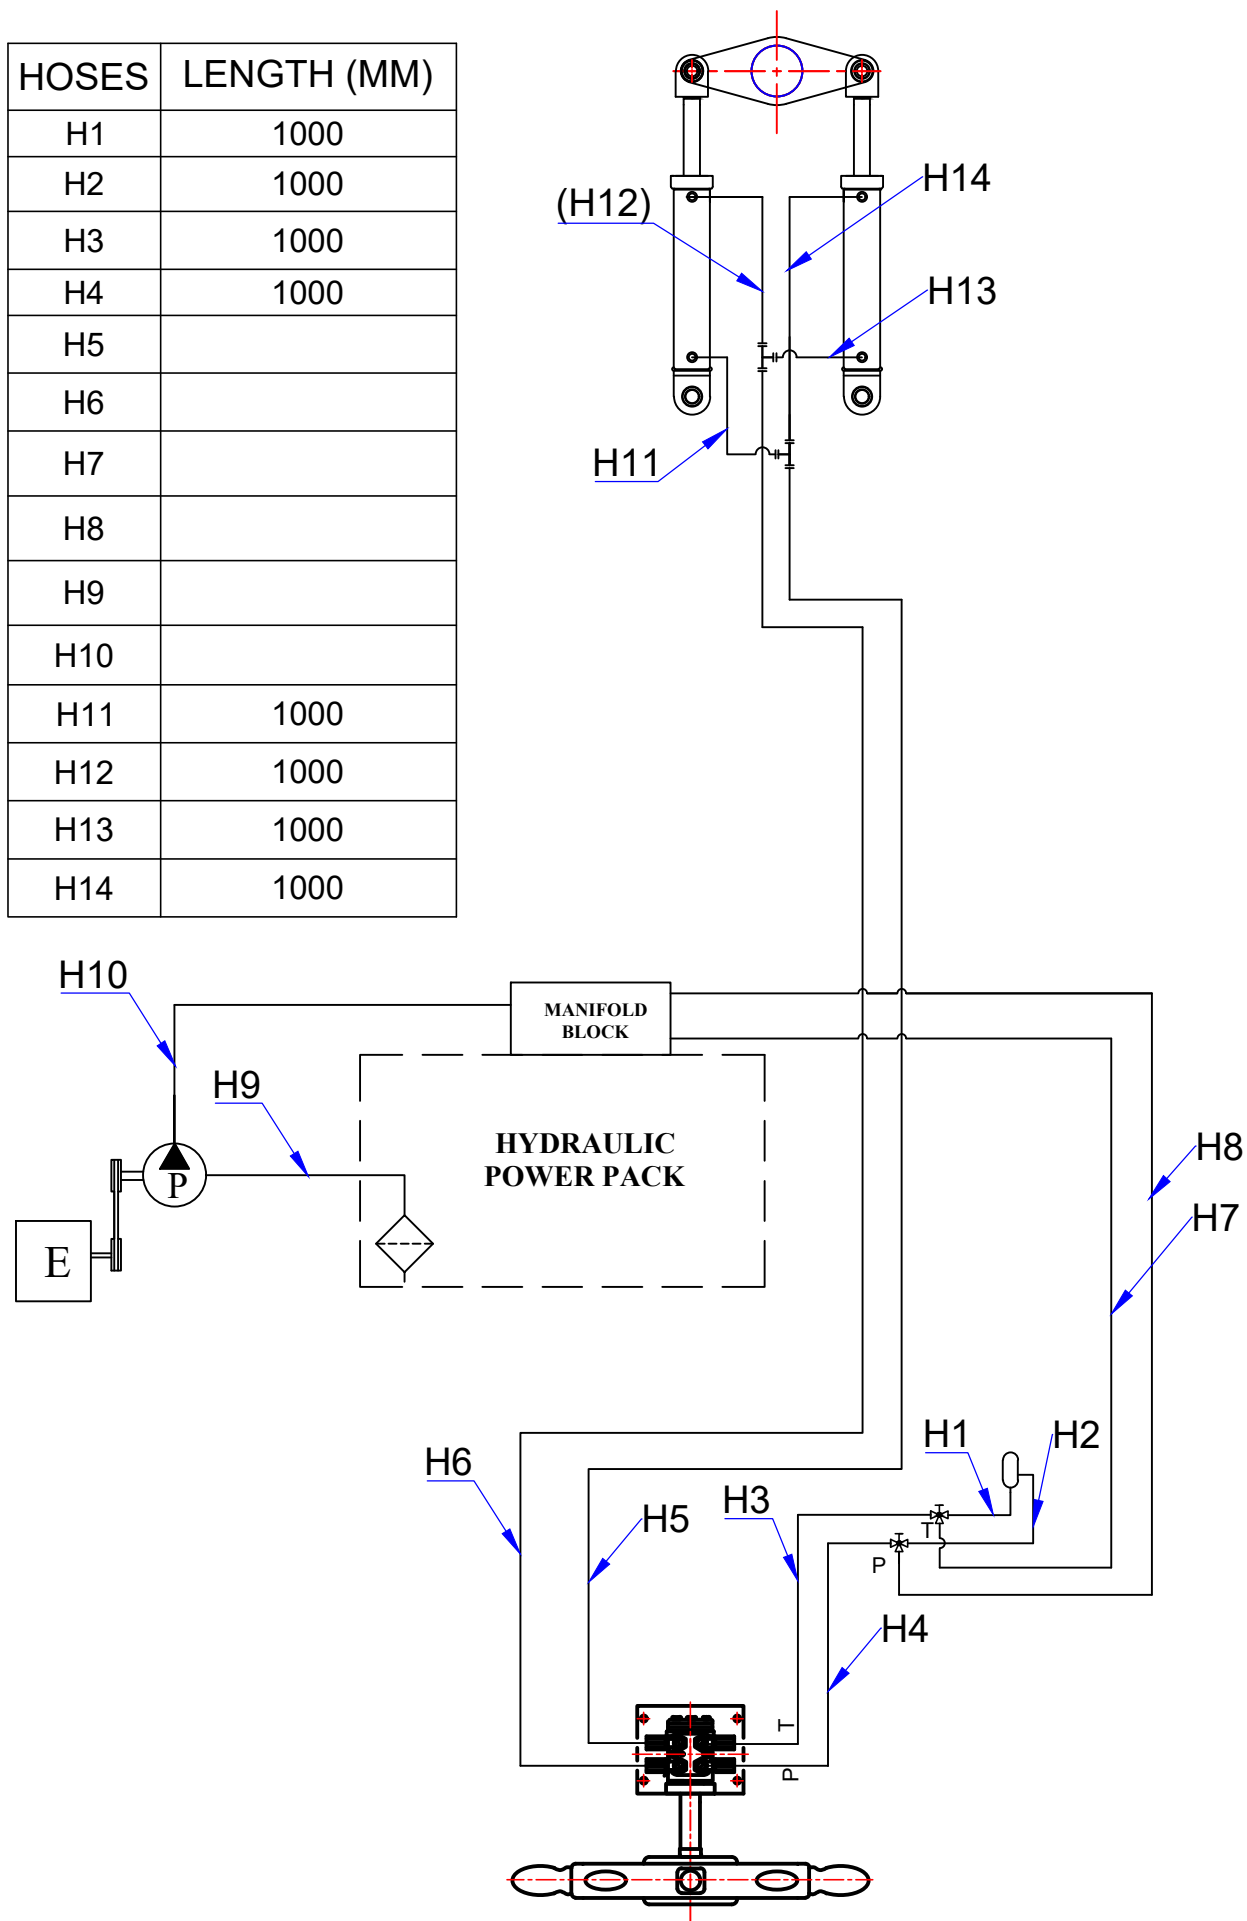 HOSES LENGTH (MM)
H1 1000
H2 1000
H3 1000
H4 1000
H5
H6
H7
H8
H9
H10
H11 1000
H12 1000
H13 1000
H14 1000
H14
(H12)
H13
H11
H10
MANIFOLD
BLOCK
H9
HYDRAULIC
POWER PACK
H8
P
H7
E
H1
H2
H6
H3
H5
T
P
H4
T
P